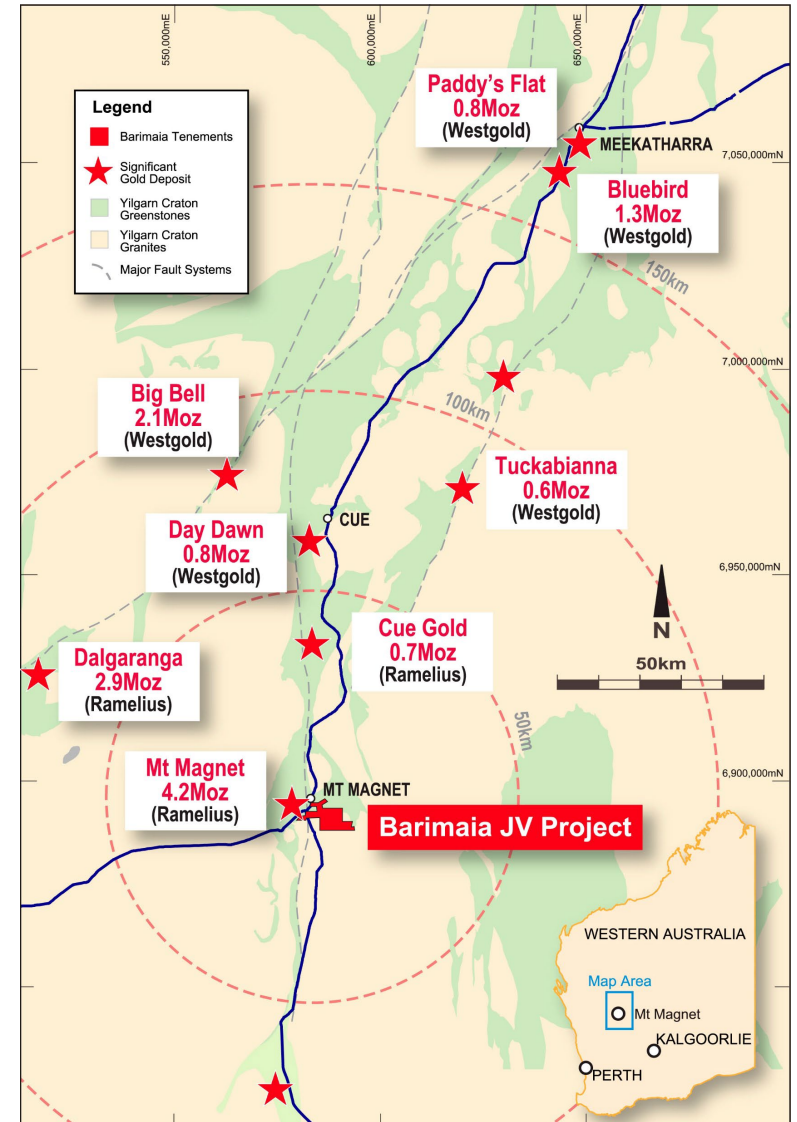 550,000mE
600,000mE
650,000mE
Legend
Barimaia Tenements
Significant
Gold Deposit
Yilgarn Craton
Greenstones
Yilgarn Craton
Granites
Major Fault Systems
Paddy's Flat
0.8Moz
(Westgold)
MEEKATHARRA
7,050,000mN
Bluebird
1.3Moz
(Westgold)
150km
7,000,000mN
Big Bell
2.1Moz
(Westgold)
100km
Tuckabianna
0.6Moz
(Westgold)
CUE
Day Dawn
0.8Moz
(Westgold)
6,950,000mN
N
50km
Cue Gold
0.7Moz
(Ramelius)
Dalgaranga
2.9Moz
(Ramelius)
50km
Mt Magnet
4.2Moz
(Ramelius)
MT MAGNET
6,900,000mN
Barimaia JV Project
WESTERN AUSTRALIA
Map Area
Mt Magnet
KALGOORLIE
PERTH